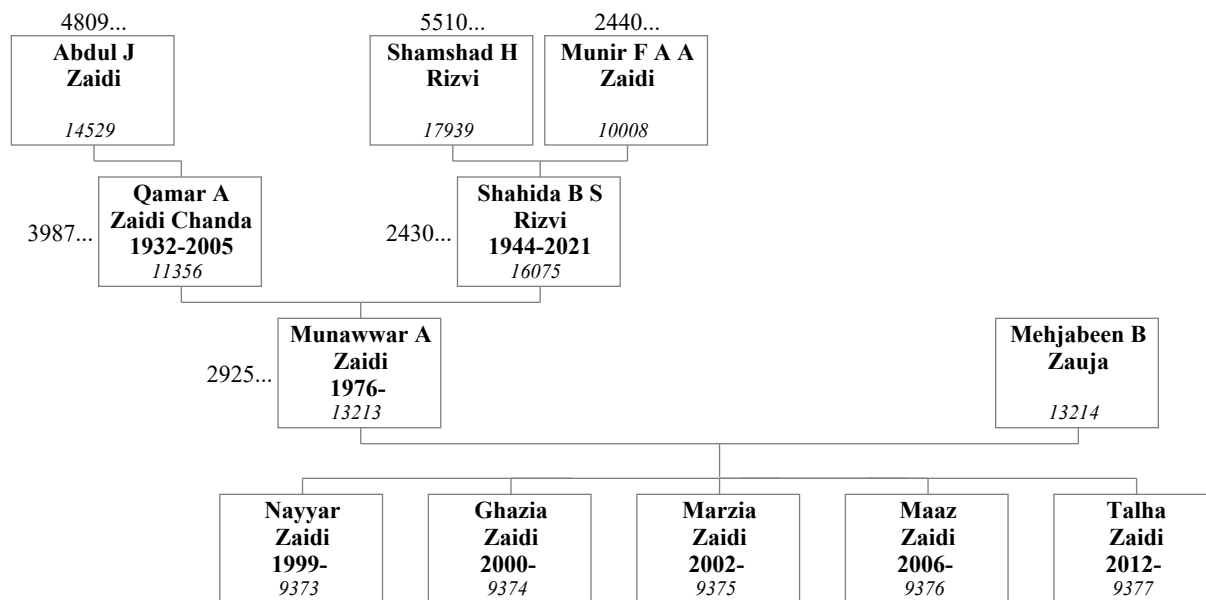 4809...
Abdul J
Zaidi
14529
5510...
Shamshad H
Rizvi
17939
2440...
Munir F A A
Zaidi
10008
3987...
Qamar A
Zaidi Chanda
1932-2005
11356
2430...
Shahida B S
Rizvi
1944-2021
16075
2925...
Munawwar A
Zaidi
1976-
13213
Mehjabeen B
Zauja
13214
Nayyar
Zaidi
1999-
9373
Ghazia
Zaidi
2000-
9374
Marzia
Zaidi
2002-
9375
Maaz
Zaidi
2006-
9376
Talha
Zaidi
2012-
9377